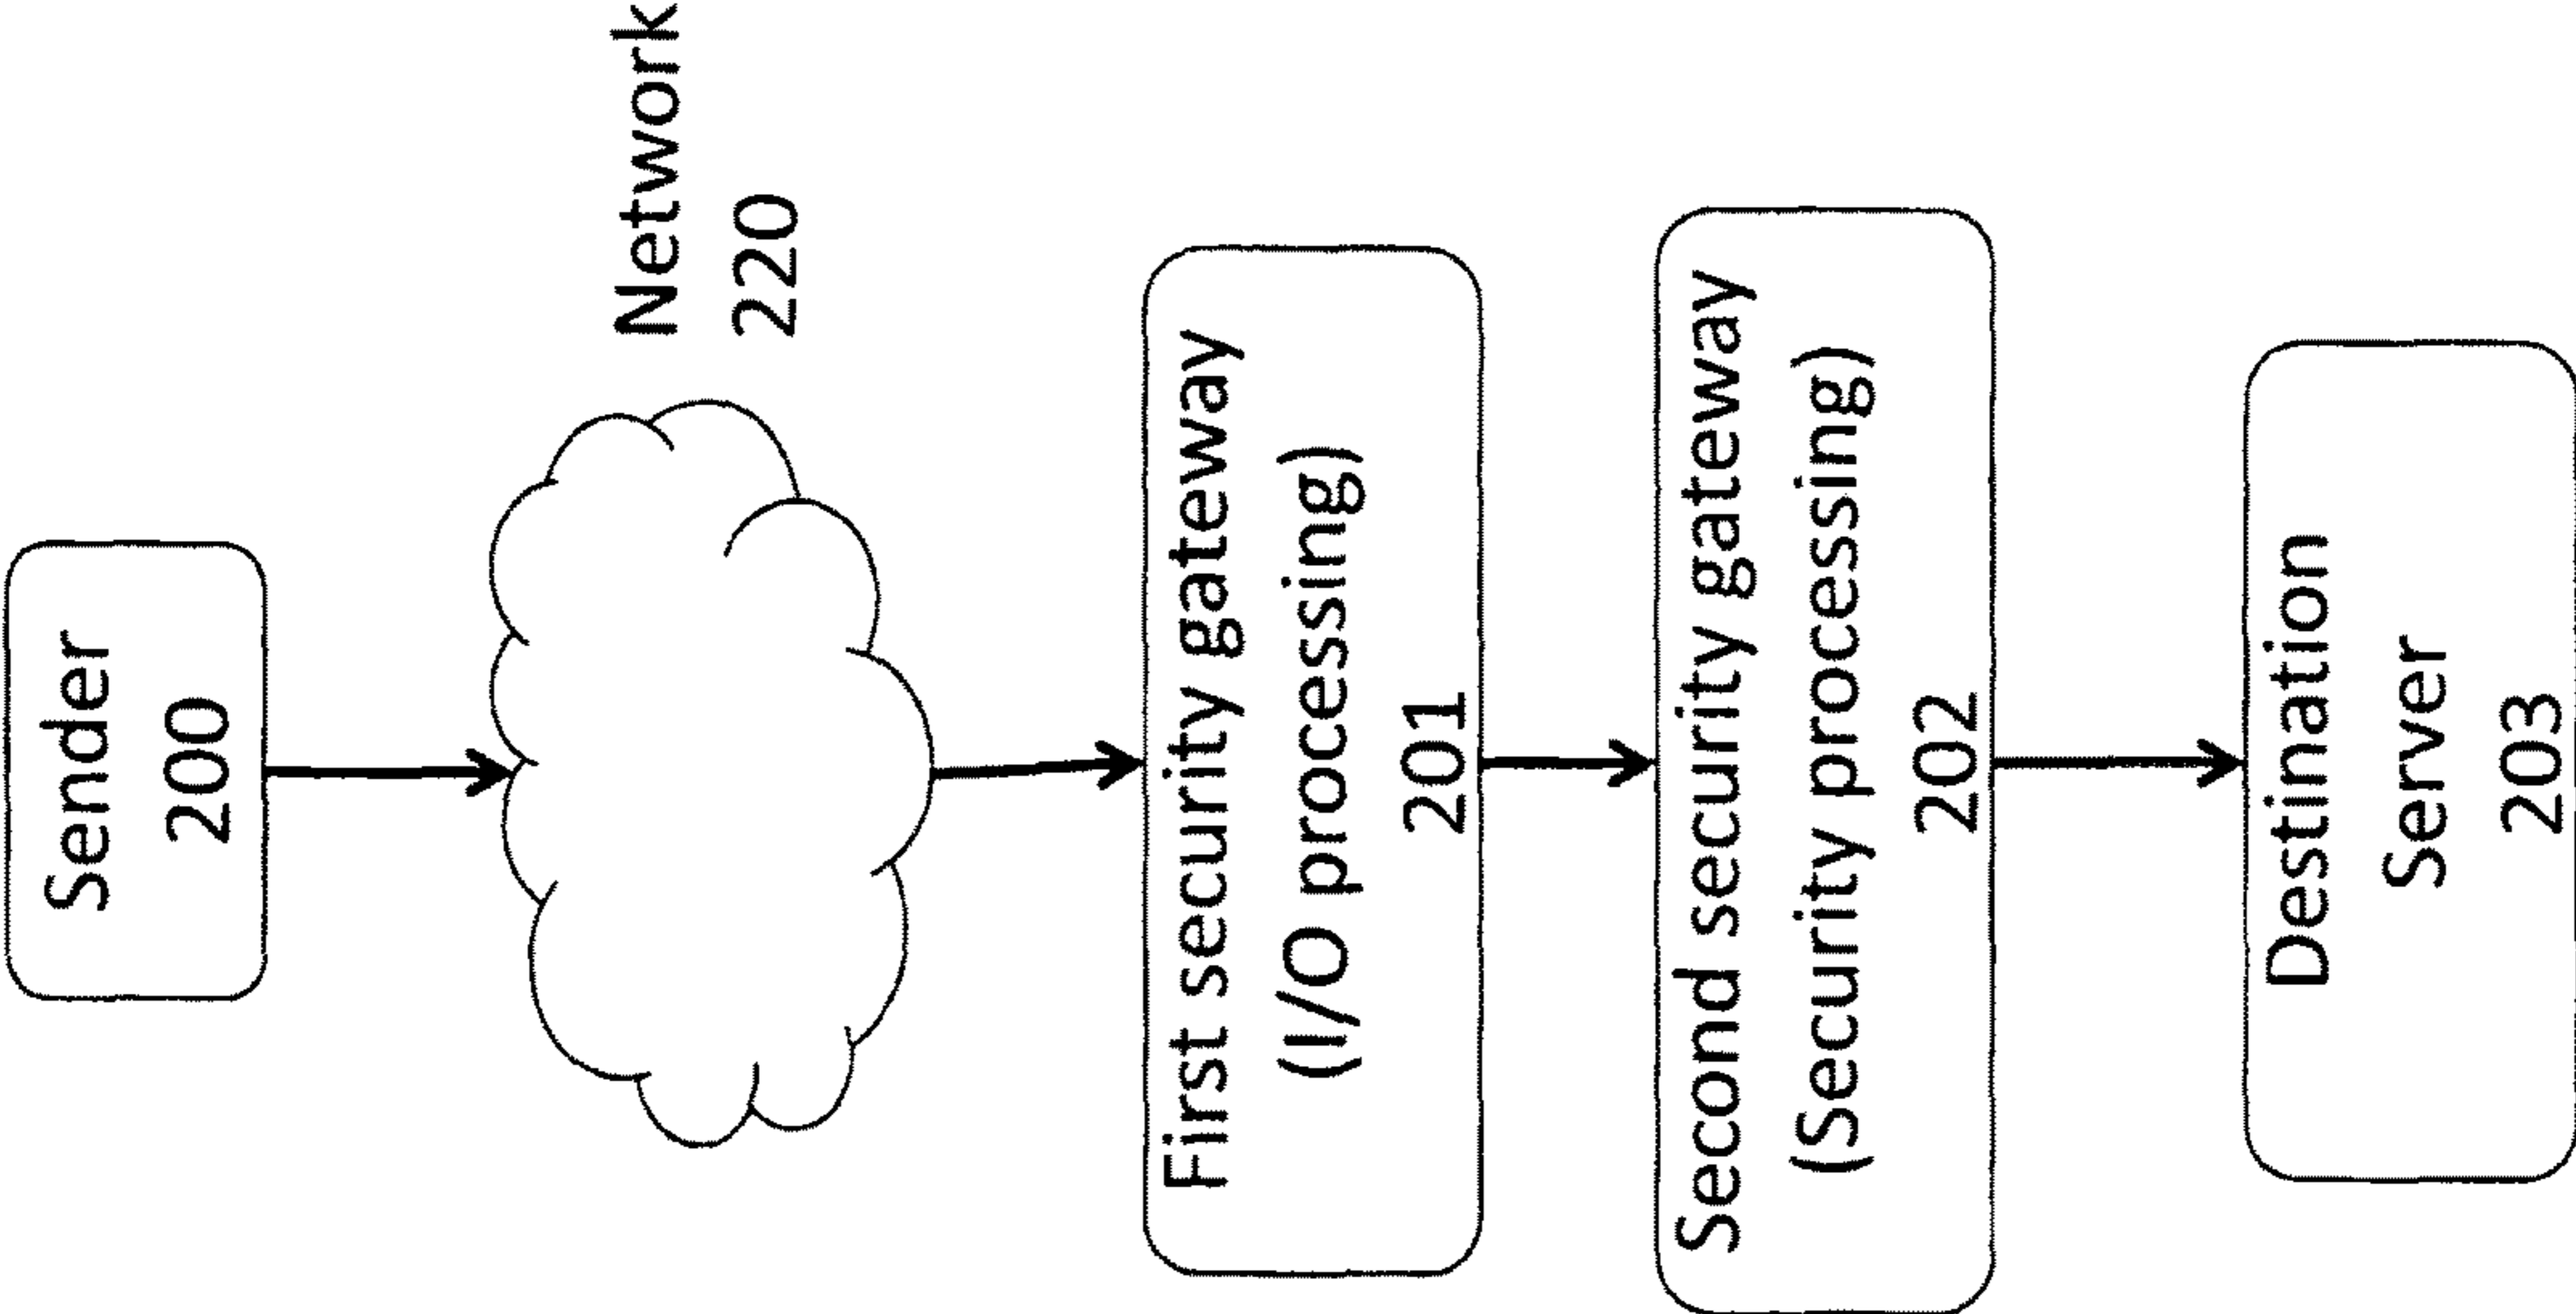 Sender
200
Network
220
First security gateway
(I/O processing)
201
Second security gateway
(Security processing)
202
Destination
Server
203